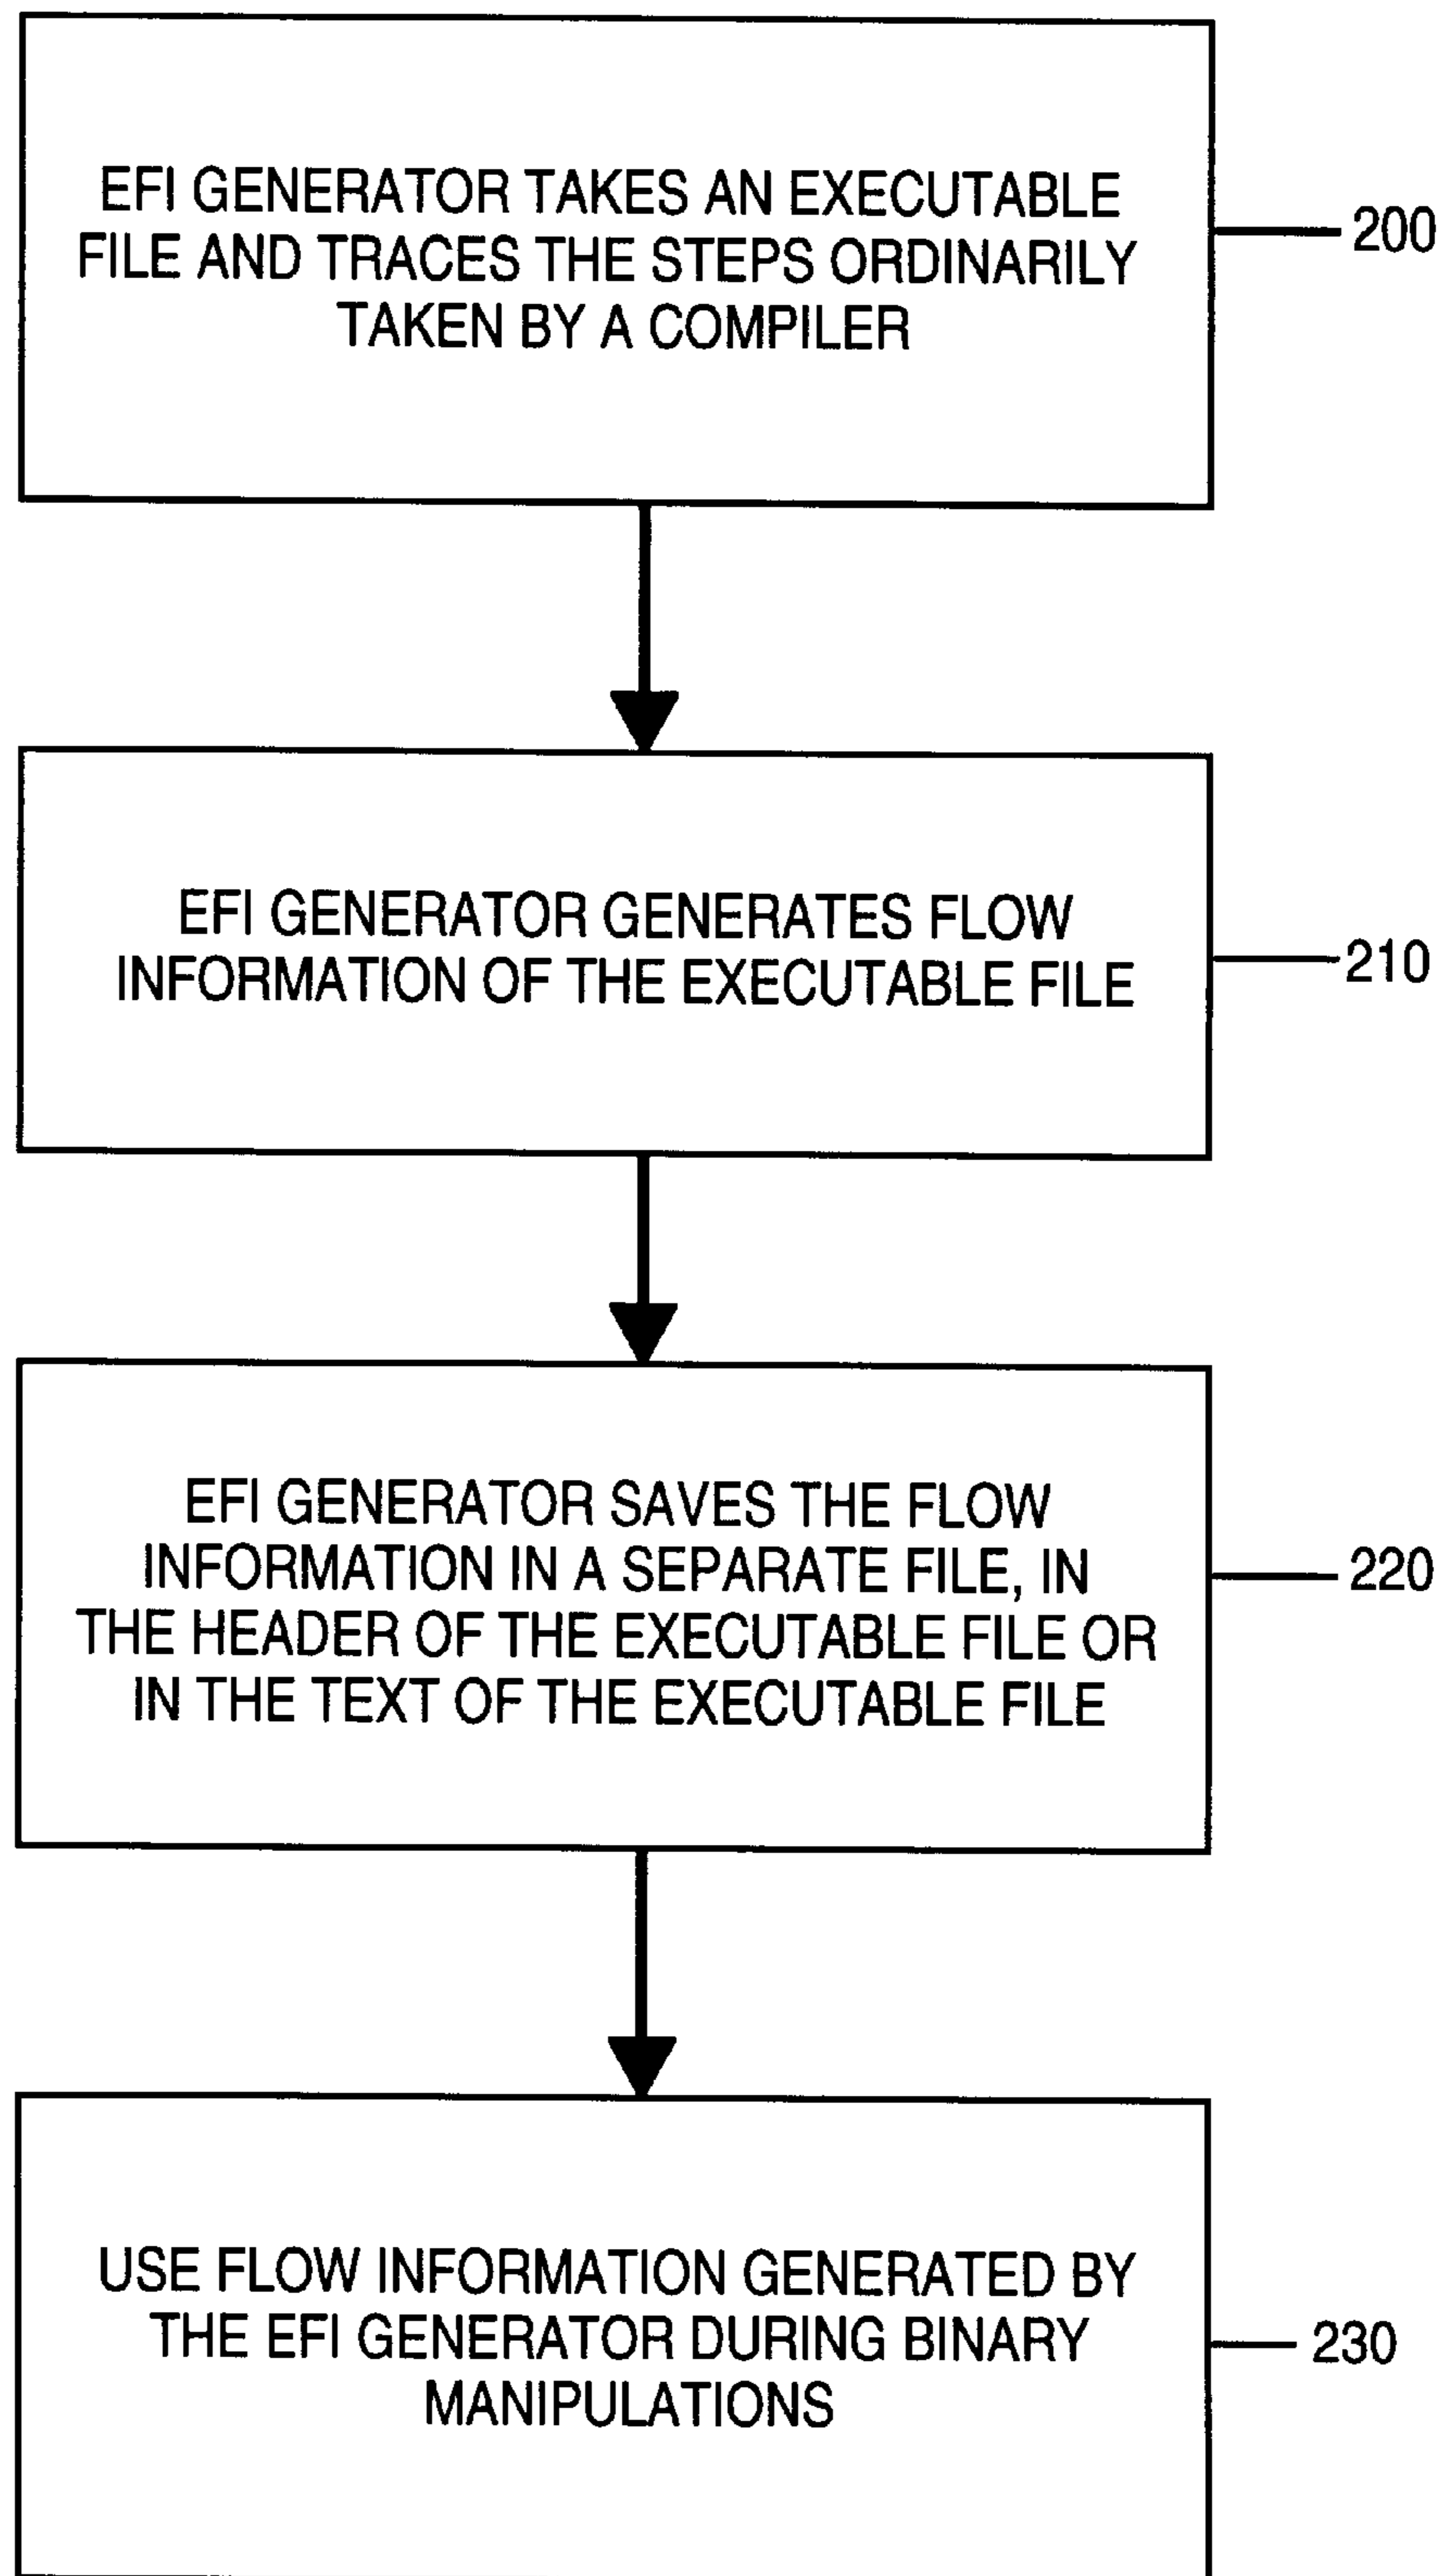 EFI GENERATOR TAKES AN EXECUTABLE
FILE AND TRACES THE STEPS ORDINARILY
TAKEN BY A COMPILER
200
EFI GENERATOR GENERATES FLOW
INFORMATION OF THE EXECUTABLE FILE
210
EFI GENERATOR SAVES THE FLOW
INFORMATION IN A SEPARATE FILE, IN
THE HEADER OF THE EXECUTABLE FILE OR
IN THE TEXT OF THE EXECUTABLE FILE
220
USE FLOW INFORMATION GENERATED BY
THE EFI GENERATOR DURING BINARY
MANIPULATIONS
230